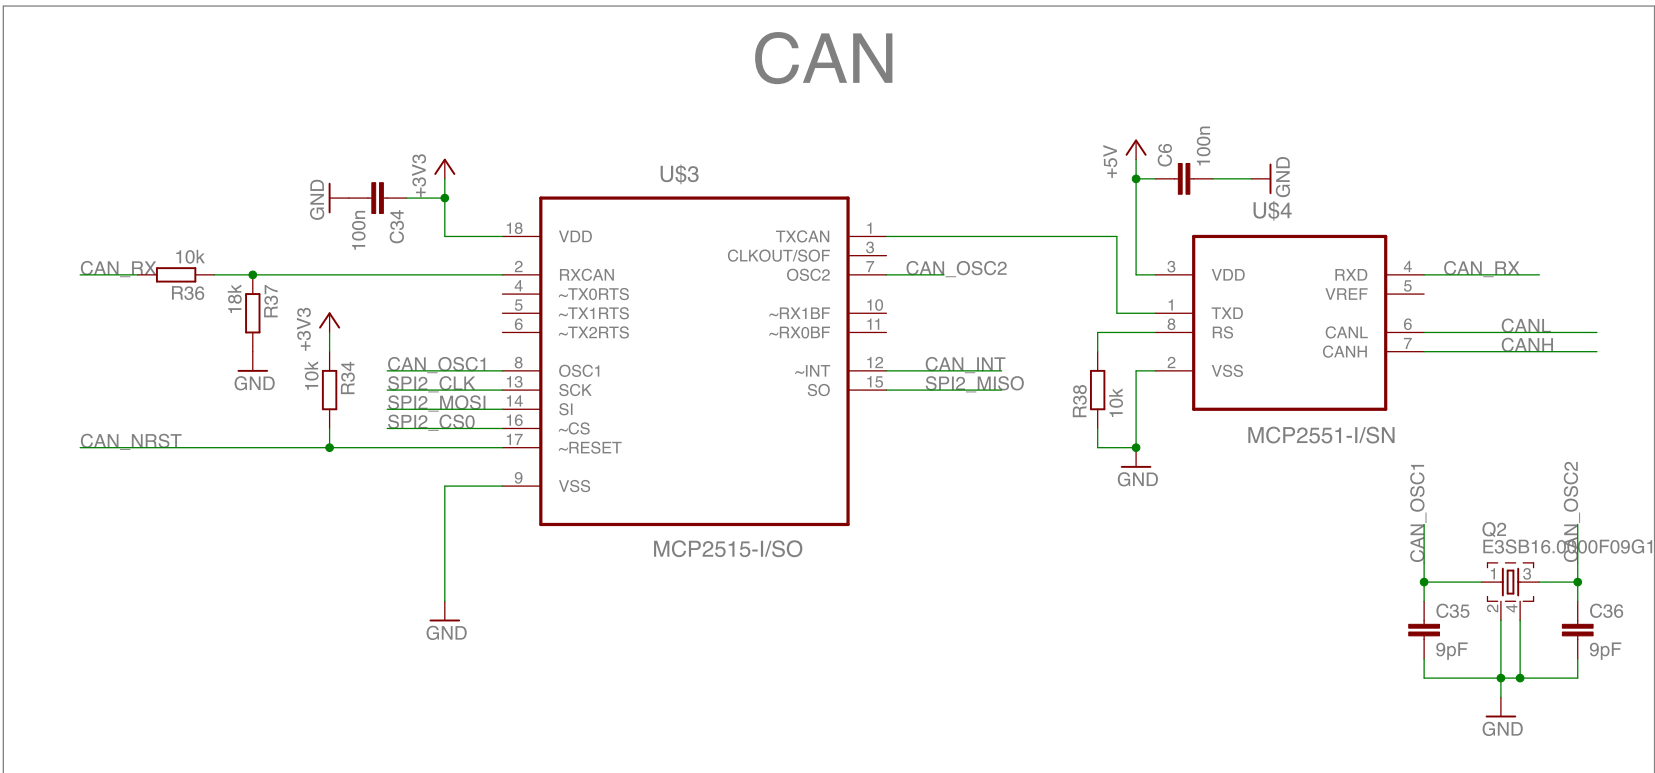 CAN
U$3
+3V3
GND
100n
C34
18
VDD
CAN_RX
10k
R36
2
RXCAN
18k
R37
GND
4
~TX0RTS
5
~TX1RTS
6
~TX2RTS
+3V3
10k
R34
CAN_OSC1
8
OSC1
SPI2_CLK
13
SCK
SPI2_MOSI
14
SI
SPI2_CS0
16
~CS
CAN_NRST
17
~RESET
9
VSS
GND
TXCAN
1
CLKOUT/SOF
3
OSC2
7
CAN_OSC2
~RX1BF
10
~RX0BF
11
~INT
12
CAN_INT
SO
15
SPI2_MISO
MCP2515-I/SO
+5V
C6
100n
GND
U$4
3
VDD
1
TXD
8
RS
2
VSS
R38
10k
GND
RXD
4
CAN_RX
VREF
5
CANL
6
CANL
CANH
7
CANH
MCP2551-I/SN
CAN_OSC1
CAN_OSC2
Q2
E3SB16.0000F09G1
1
3
2
4
C35
9pF
C36
9pF
GND